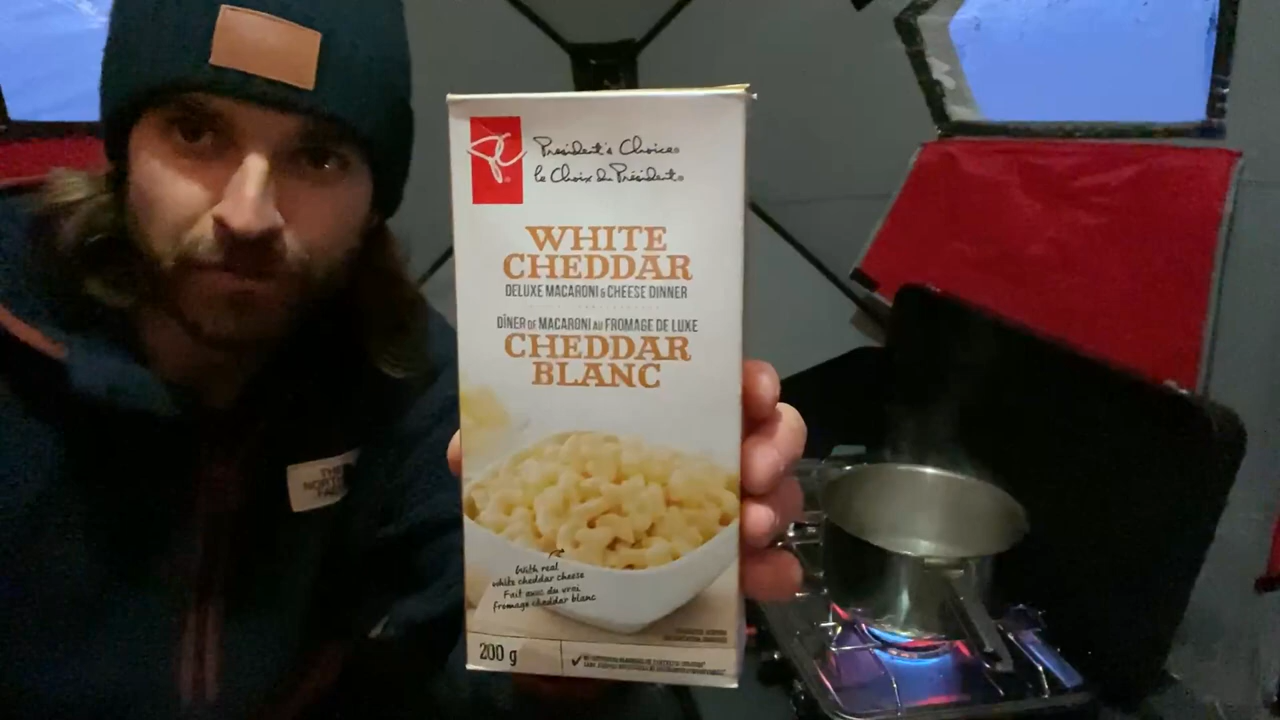 President's Choice®
le Choix du Président®
WHITE
CHEDDAR
DELUXE MACARONI & CHEESE DINNER
DÎNER DE MACARONI AU FROMAGE DE LUXE
CHEDDAR
BLANC
With real
white cheddar cheese
Fait avec du vrai
fromage cheddar blanc
200 g
THE
NORTH
FACE